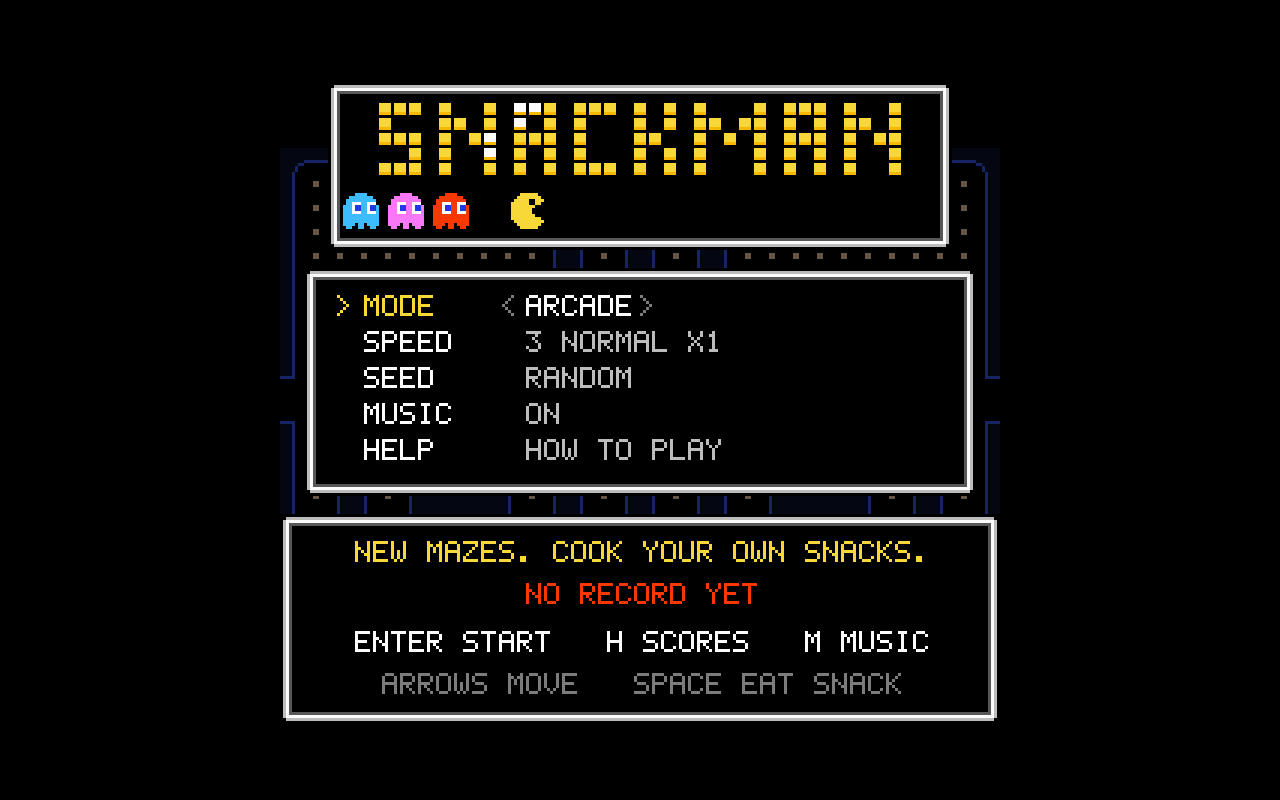 SNACKMAN
> MODE < ARCADE >
SPEED 3 NORMAL X1
SEED RANDOM
MUSIC ON
HELP HOW TO PLAY
NEW MAZES. COOK YOUR OWN SNACKS.
NO RECORD YET
ENTER START H SCORES M MUSIC
ARROWS MOVE SPACE EAT SNACK